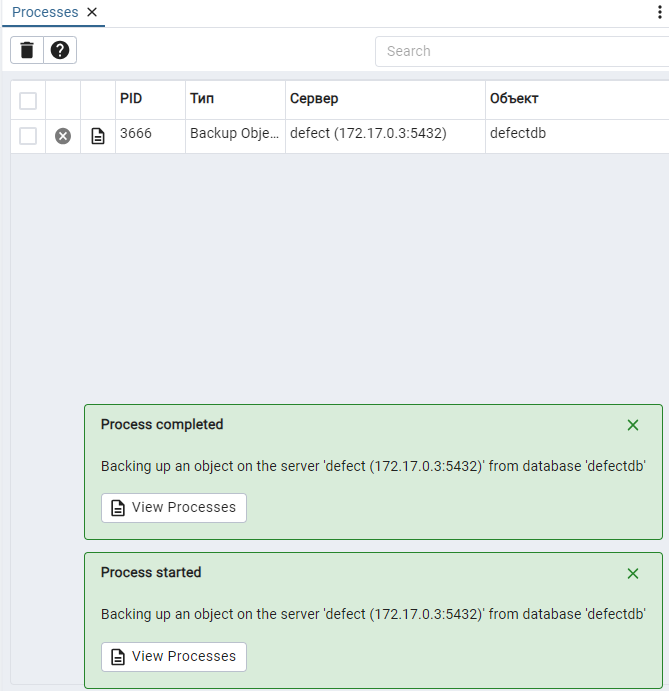 Processes
Search
PID Тип Сервер Объект
3666 Backup Obje... defect (172.17.0.3:5432) defectdb
Process completed
Backing up an object on the server 'defect (172.17.0.3:5432)' from database 'defectdb'
View Processes
Process started
Backing up an object on the server 'defect (172.17.0.3:5432)' from database 'defectdb'
View Processes